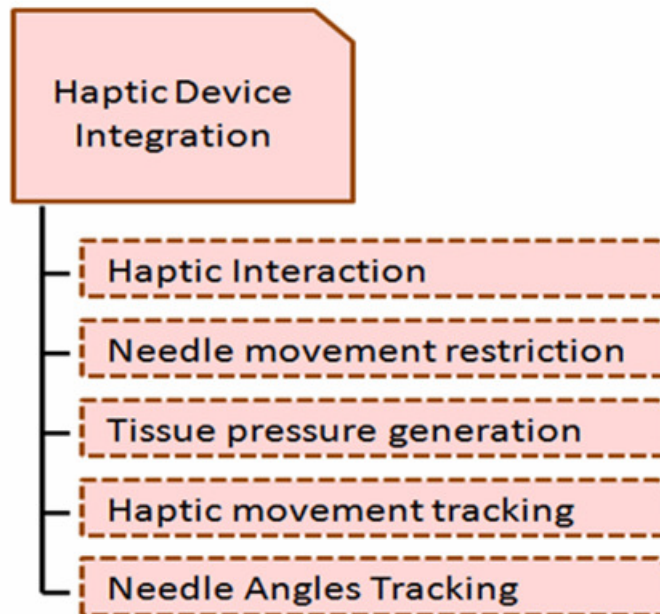 Haptic Device
Integration
Haptic Interaction
Needle movement restriction
Tissue pressure generation
Haptic movement tracking
Needle Angles Tracking